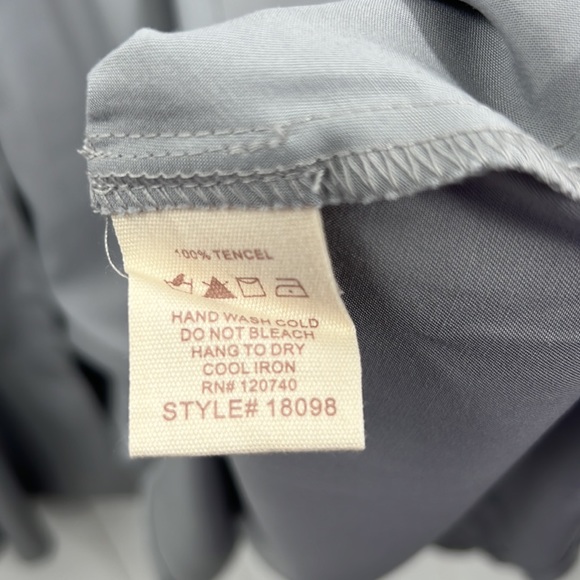 100% TENCEL
HAND WASH COLD
DO NOT BLEACH
HANG TO DRY
COOL IRON
RN# 120740
STYLE# 18098